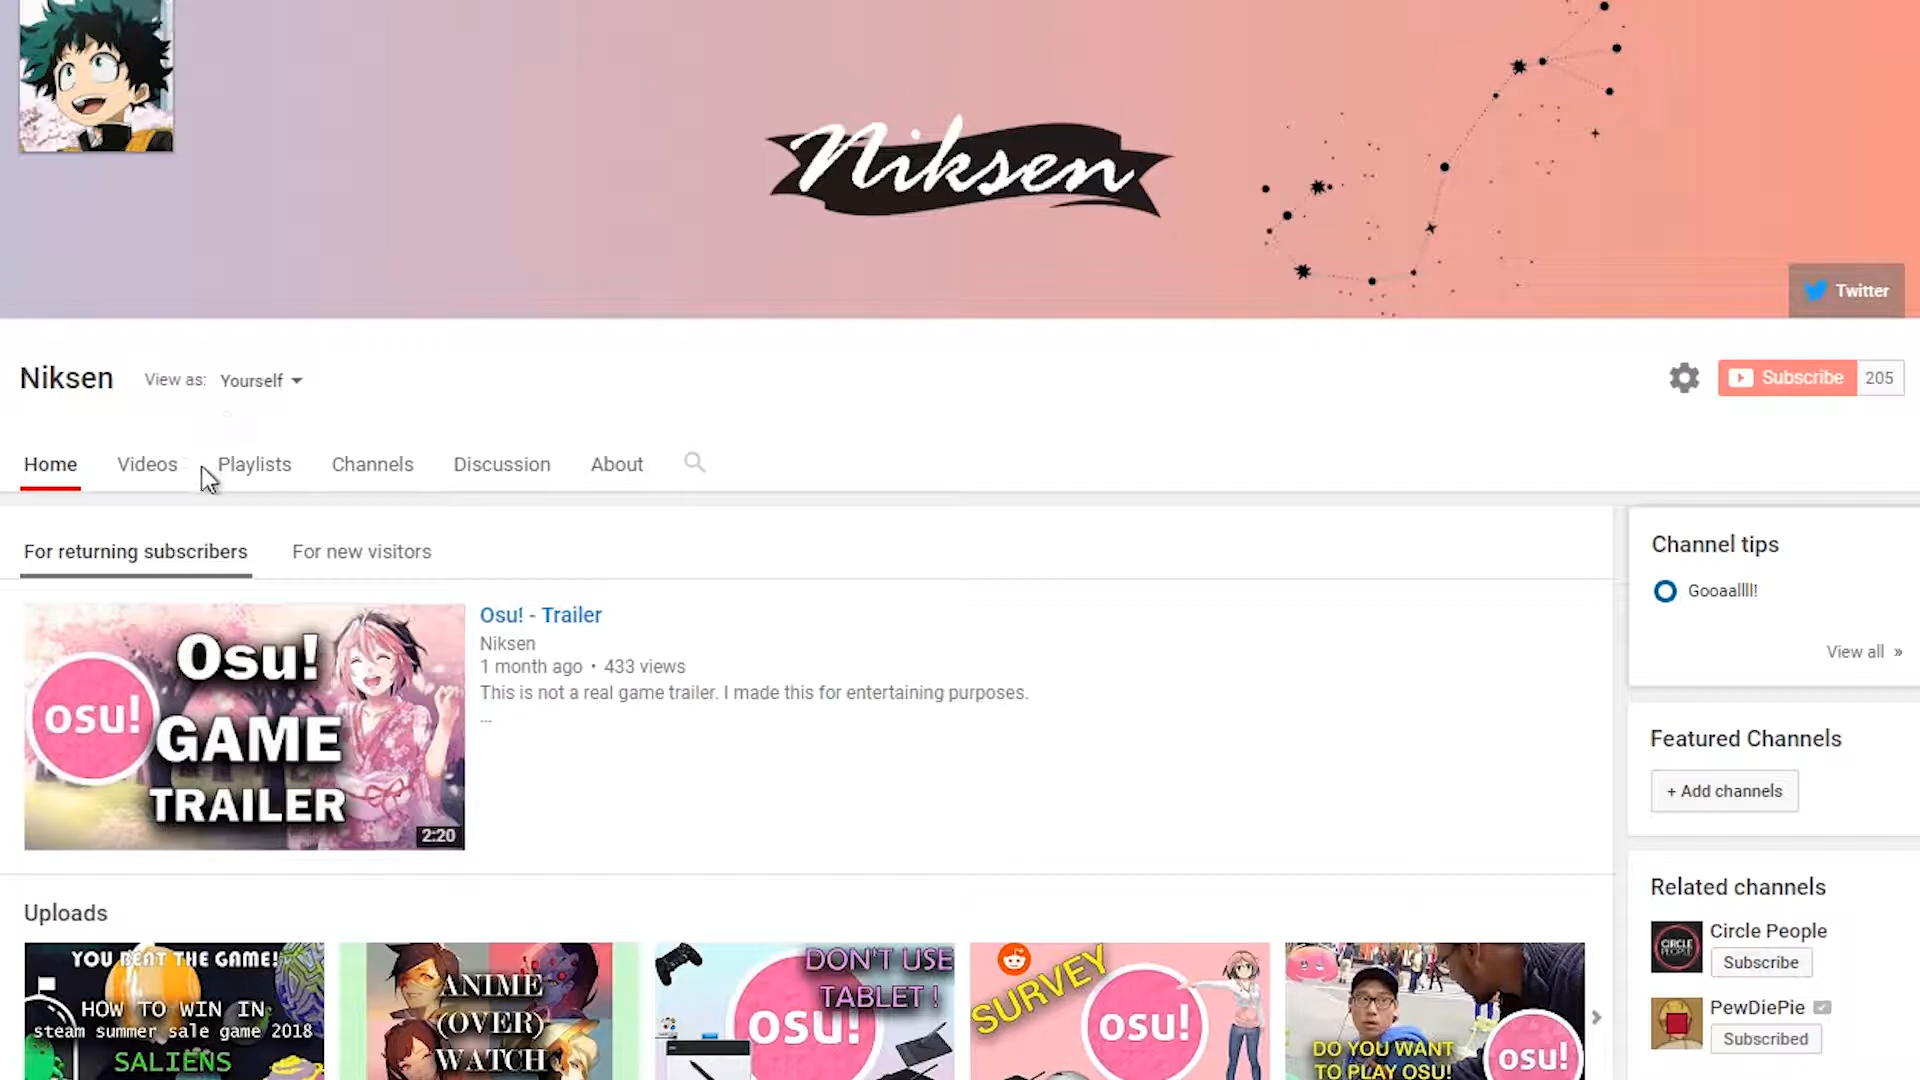 Niksen
Twitter
Niksen
View as:
Yourself
Subscribe
205
Home
Videos
Playlists
Channels
Discussion
About
For returning subscribers
For new visitors
Osu!
GAME
TRAILER
osu!
2:20
Osu! - Trailer
Niksen
1 month ago • 433 views
This is not a real game trailer. I made this for entertaining purposes.
...
Channel tips
Gooaallll!
View all »
Featured Channels
+ Add channels
Related channels
CIRCLE
PEOPLE
Circle People
Subscribe
PewDiePie
Subscribed
Uploads
YOU BEAT THE GAME!
HOW TO WIN IN
steam summer sale game 2018
SALIENS
ANIME
(OVER)
WATCH
DON'T USE
TABLET !
osu!
SURVEY
osu!
DO YOU WANT
TO PLAY OSU!
osu!